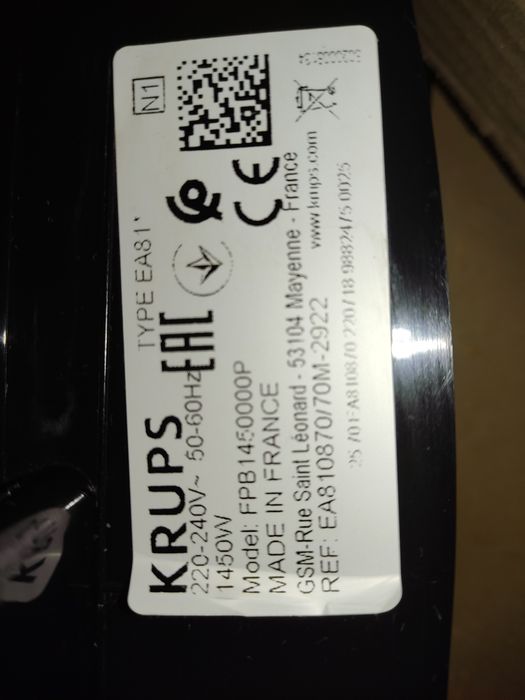 N1
KRUPS TYPE EA81
220-240V~ 50-60Hz
1450W
EAC
CE
Model: FPB1450000P
MADE IN FRANCE
GSM-Rue Saint Léonard - 53104 Mayenne - France
REF: EA810870/70M-2922 www.krups.com